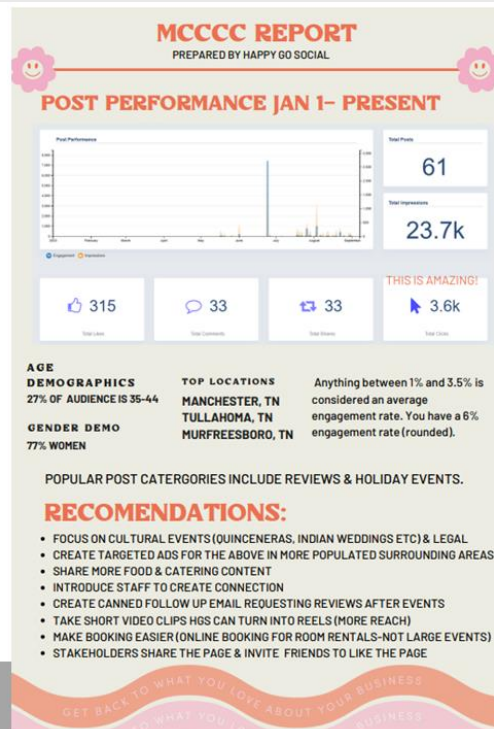 MCCCC REPORT
PREPARED BY HAPPY GO SOCIAL
POST PERFORMANCE JAN 1– PRESENT
Post Performance
Total Posts
61
Total Impressions
23.7k
Engagement Impressions
THIS IS AMAZING!
315
33
33
3.6k
Total Likes
Total Comments
Total Shares
Total Clicks
AGE
DEMOGRAPHICS
27% OF AUDIENCE IS 35-44
GENDER DEMO
77% WOMEN
TOP LOCATIONS
MANCHESTER, TN
TULLAHOMA, TN
MURFREESBORO, TN
Anything between 1% and 3.5% is
considered an average
engagement rate. You have a 6%
engagement rate (rounded).
POPULAR POST CATERGORIES INCLUDE REVIEWS & HOLIDAY EVENTS.
RECOMENDATIONS:
• FOCUS ON CULTURAL EVENTS (QUINCENERAS, INDIAN WEDDINGS ETC) & LEGAL
• CREATE TARGETED ADS FOR THE ABOVE IN MORE POPULATED SURROUNDING AREAS
• SHARE MORE FOOD & CATERING CONTENT
• INTRODUCE STAFF TO CREATE CONNECTION
• CREATE CANNED FOLLOW UP EMAIL REQUESTING REVIEWS AFTER EVENTS
• TAKE SHORT VIDEO CLIPS HGS CAN TURN INTO REELS (MORE REACH)
• MAKE BOOKING EASIER (ONLINE BOOKING FOR ROOM RENTALS-NOT LARGE EVENTS)
• STAKEHOLDERS SHARE THE PAGE & INVITE FRIENDS TO LIKE THE PAGE
GET BACK TO WHAT YOU LOVE ABOUT YOUR BUSINESS
TO WHAT YOU LOVE ABOUT YOUR BUSINESS